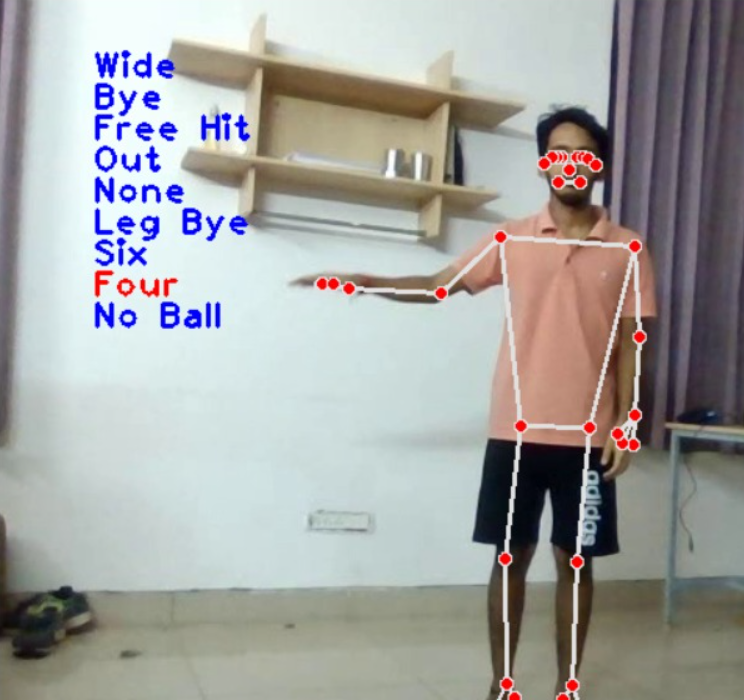 Wide
Bye
Free Hit
Out
None
Leg Bye
Six
Four
No Ball
adidas